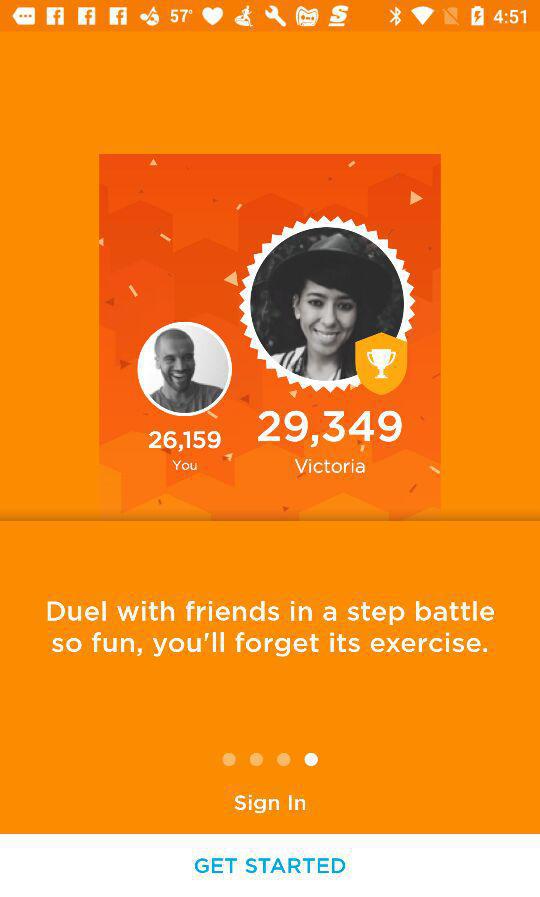 57° 4:51
29,349
26,159
Victoria
You
Duel with friends in a step battle
so fun, you'll forget its exercise.
Sign In
GET STARTED